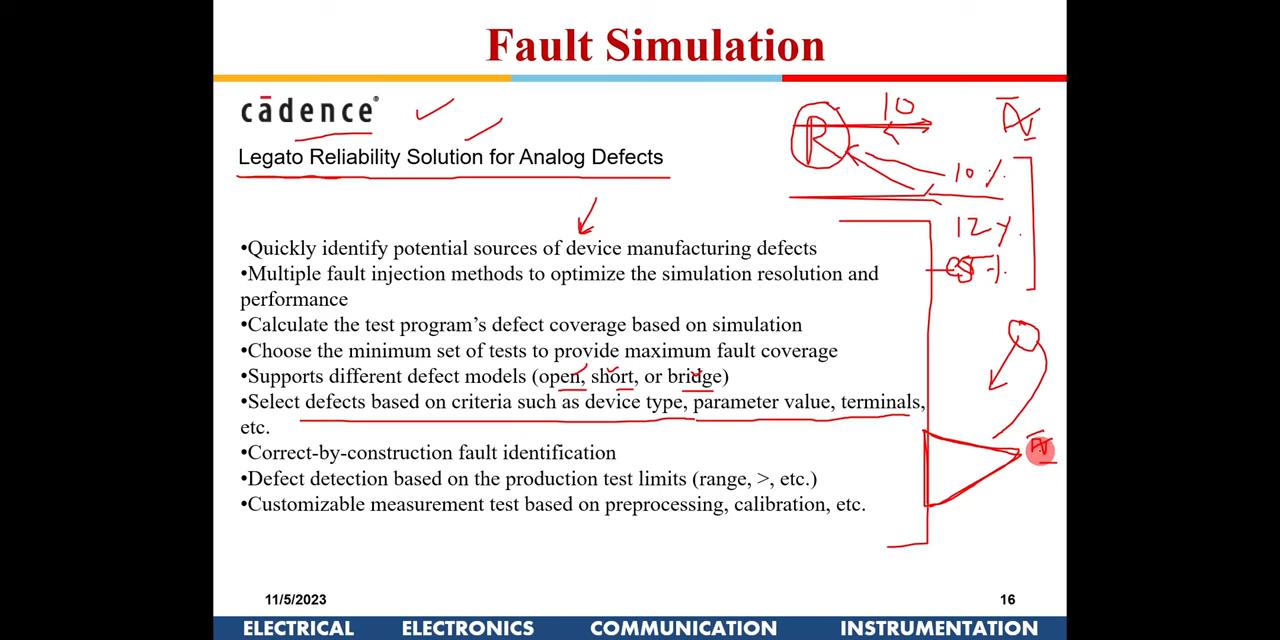 Fault Simulation
cādence®
Legato Reliability Solution for Analog Defects
R
10
10 %
12 %
•Quickly identify potential sources of device manufacturing defects
•Multiple fault injection methods to optimize the simulation resolution and
performance
•Calculate the test program’s defect coverage based on simulation
•Choose the minimum set of tests to provide maximum fault coverage
•Supports different defect models (open, short, or bridge)
•Select defects based on criteria such as device type, parameter value, terminals,
etc.
•Correct-by-construction fault identification
•Defect detection based on the production test limits (range, >, etc.)
•Customizable measurement test based on preprocessing, calibration, etc.
11/5/2023
16
ELECTRICAL ELECTRONICS COMMUNICATION INSTRUMENTATION